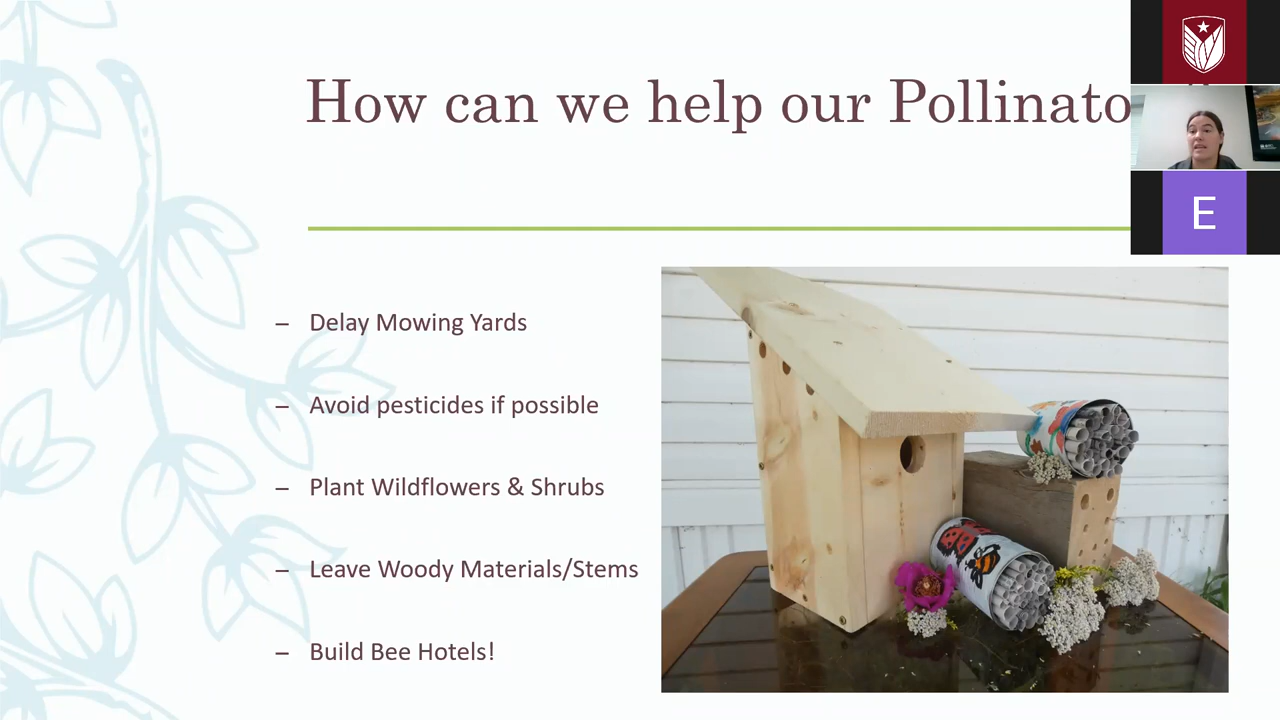 How can we help our Pollinato
E
– Delay Mowing Yards
– Avoid pesticides if possible
– Plant Wildflowers & Shrubs
– Leave Woody Materials/Stems
– Build Bee Hotels!